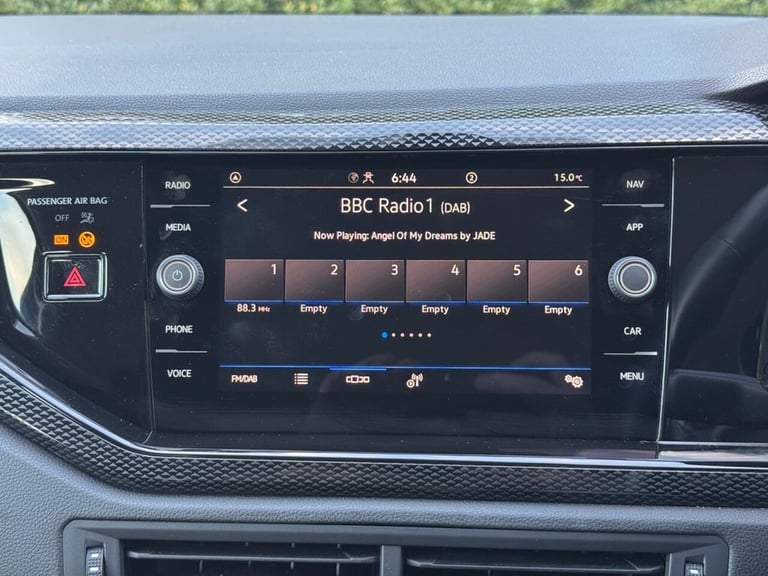 PASSENGER AIR BAG
OFF
ON
RADIO
MEDIA
PHONE
VOICE
A
6:44
2
15.0°C
< BBC Radio1 (DAB) >
Now Playing: Angel Of My Dreams by JADE
1 2 3 4 5 6
88.3 MHz Empty Empty Empty Empty Empty
FM/DAB
NAV
APP
CAR
MENU